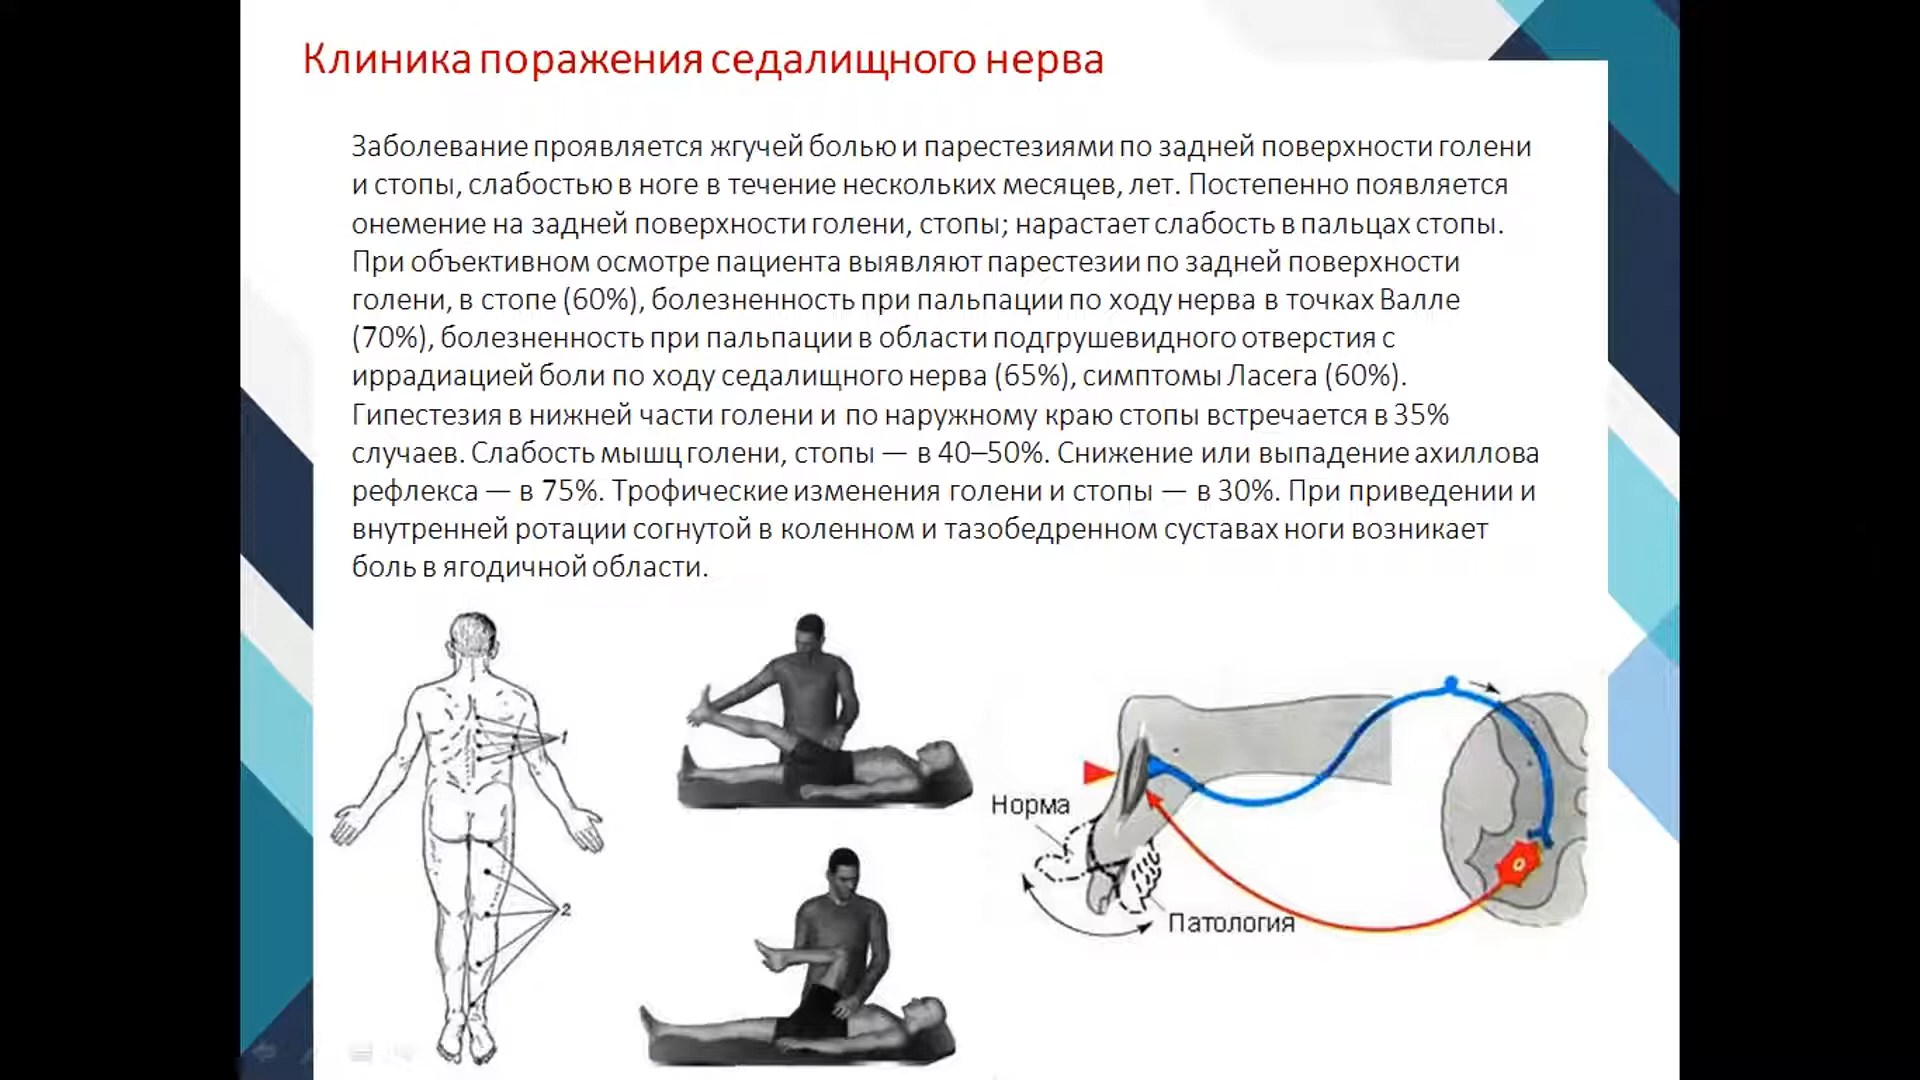 Клиника поражения седалищного нерва
Заболевание проявляется жгучей болью и парестезиями по задней поверхности голени
и стопы, слабостью в ноге в течение нескольких месяцев, лет. Постепенно появляется
онемение на задней поверхности голени, стопы; нарастает слабость в пальцах стопы.
При объективном осмотре пациента выявляют парестезии по задней поверхности
голени, в стопе (60%), болезненность при пальпации по ходу нерва в точках Валле
(70%), болезненность при пальпации в области подгрушевидного отверстия с
иррадиацией боли по ходу седалищного нерва (65%), симптомы Ласега (60%).
Гипестезия в нижней части голени и по наружному краю стопы встречается в 35%
случаев. Слабость мышц голени, стопы — в 40–50%. Снижение или выпадение ахиллова
рефлекса — в 75%. Трофические изменения голени и стопы — в 30%. При приведении и
внутренней ротации согнутой в коленном и тазобедренном суставах ноги возникает
боль в ягодичной области.
1
2
Норма
Патология